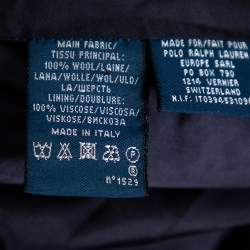 MAIN FABRIC/
TISSU PRINCIPAL:
100% WOOL/LAINE/
LANA/WOLLE/WOL/ULD
LA/ШЕРСТЬ
LINING/DOUBLURE:
100% VISCOSE/VISCOSA/
VISKOSE/ВИСКОЗА
MADE IN ITALY
P
N°1529
MADE FOR/FAIT POUR
POLO RALPH LAUREN
EUROPE SARL
PO BOX 790
1214 VERNIER
SWITZERLAND